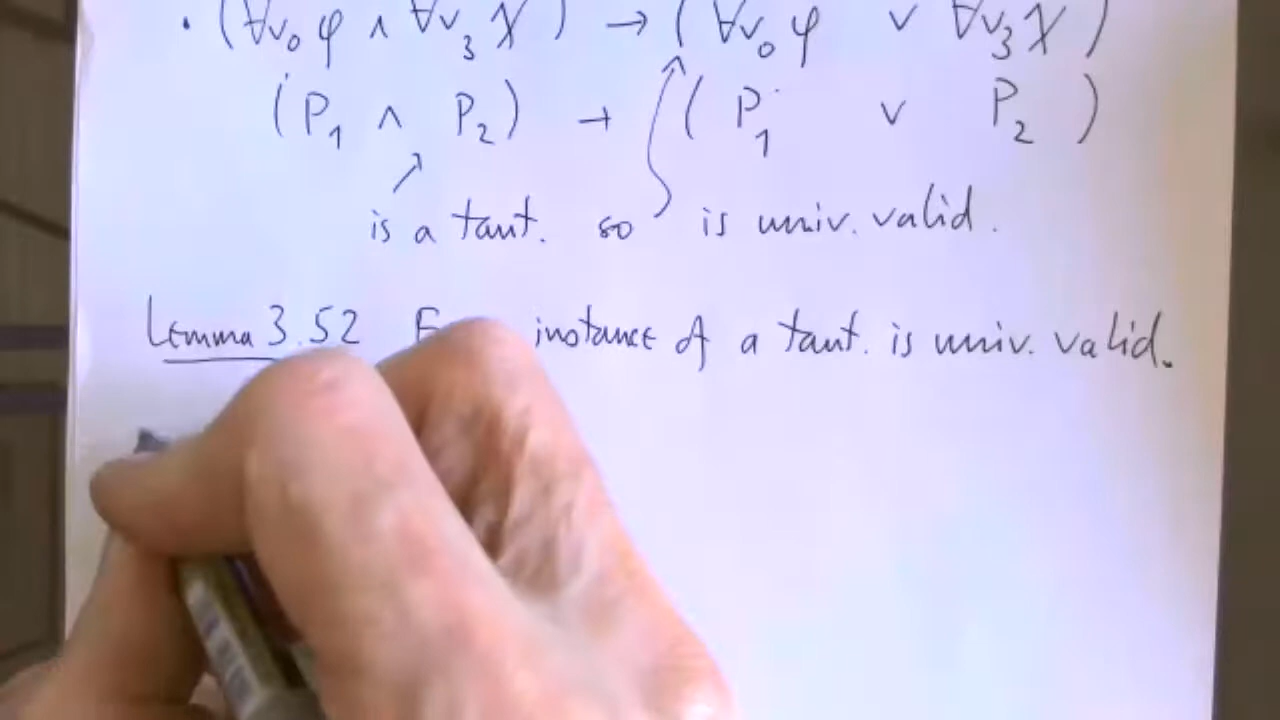 · (∀v₀ φ ∧ ∀v₃ χ) → (∀v₀ φ ∨ ∀v₃ χ)
(P₁ ∧ P₂) → (P₁ ∨ P₂)
is a taut. so is univ. valid.
Lemma 3.52 instance of a taut. is univ. valid.